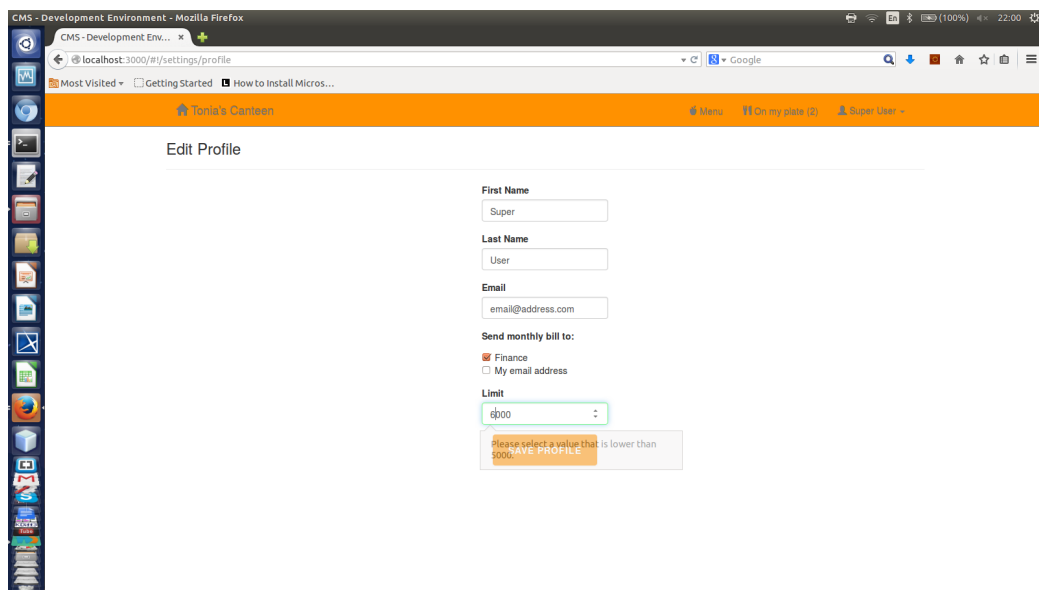 CMS - Development Environment - Mozilla Firefox
En
(100%)
22:00
CMS - Development Env... ×
localhost:3000/#!/settings/profile
Google
Most Visited
Getting Started
How to Install Micros...
Tonia's Canteen
Menu
On my plate (2)
Super User
Edit Profile
First Name
Super
Last Name
User
Email
email@address.com
Send monthly bill to:
Finance
My email address
Limit
6000
Please select a value that is lower than
5000.
SAVE PROFILE